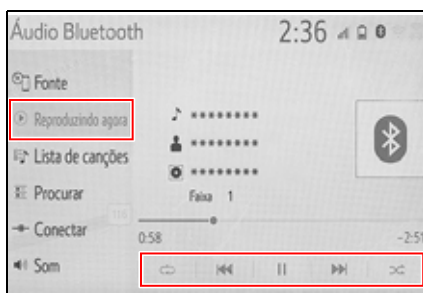 Áudio Bluetooth 2:36
Fonte
Reproduzindo agora
Lista de canções
Procurar
Conectar
Som
********
********
********
Faixa 1
0:58 -2:51